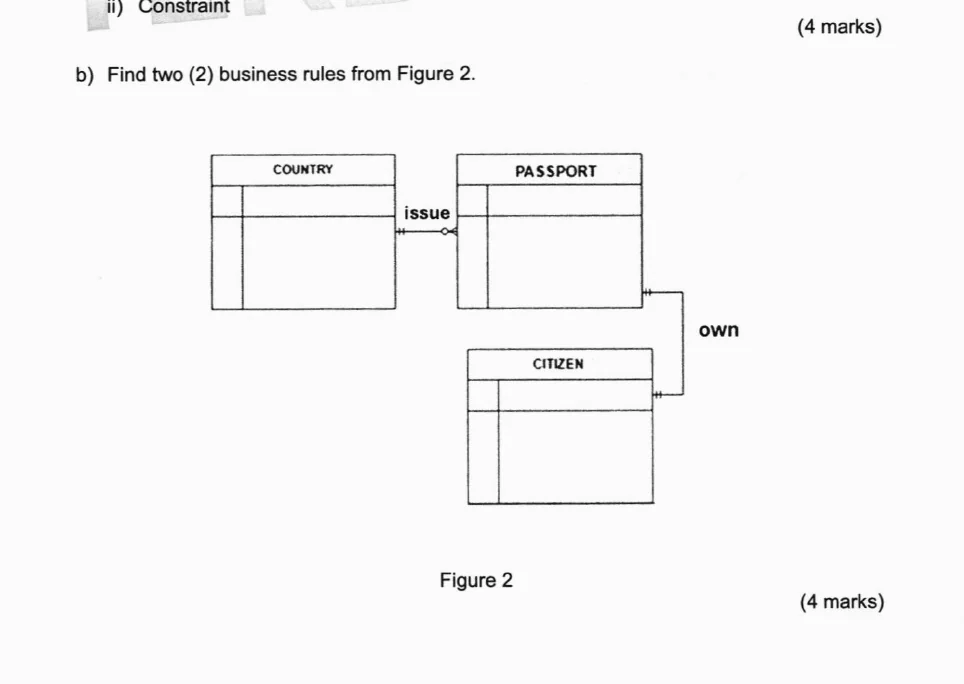 ii) Constraint
(4 marks)
b) Find two (2) business rules from Figure 2.
COUNTRY
PASSPORT
issue
own
CITIZEN
Figure 2
(4 marks)